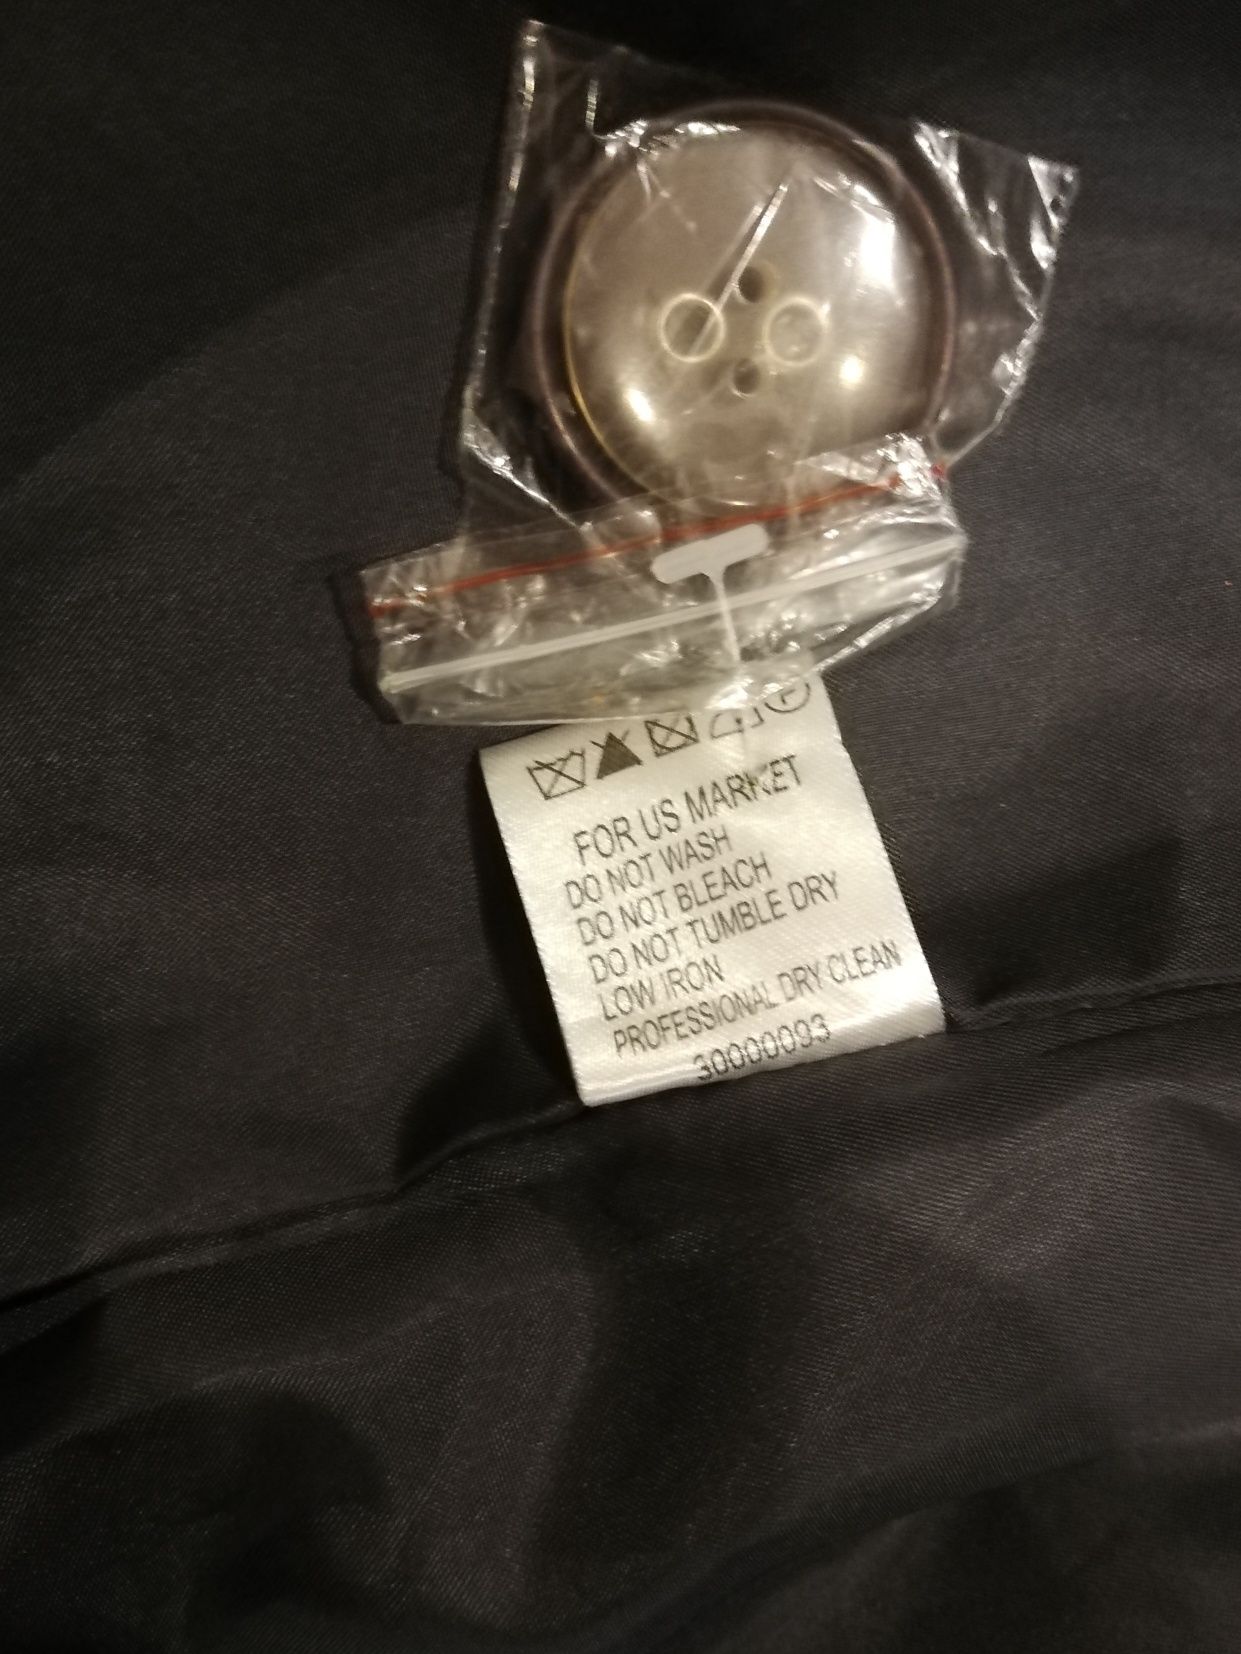 FOR US MARKET
DO NOT WASH
DO NOT BLEACH
DO NOT TUMBLE DRY
LOW IRON
PROFESSIONAL DRY CLEAN
30000093